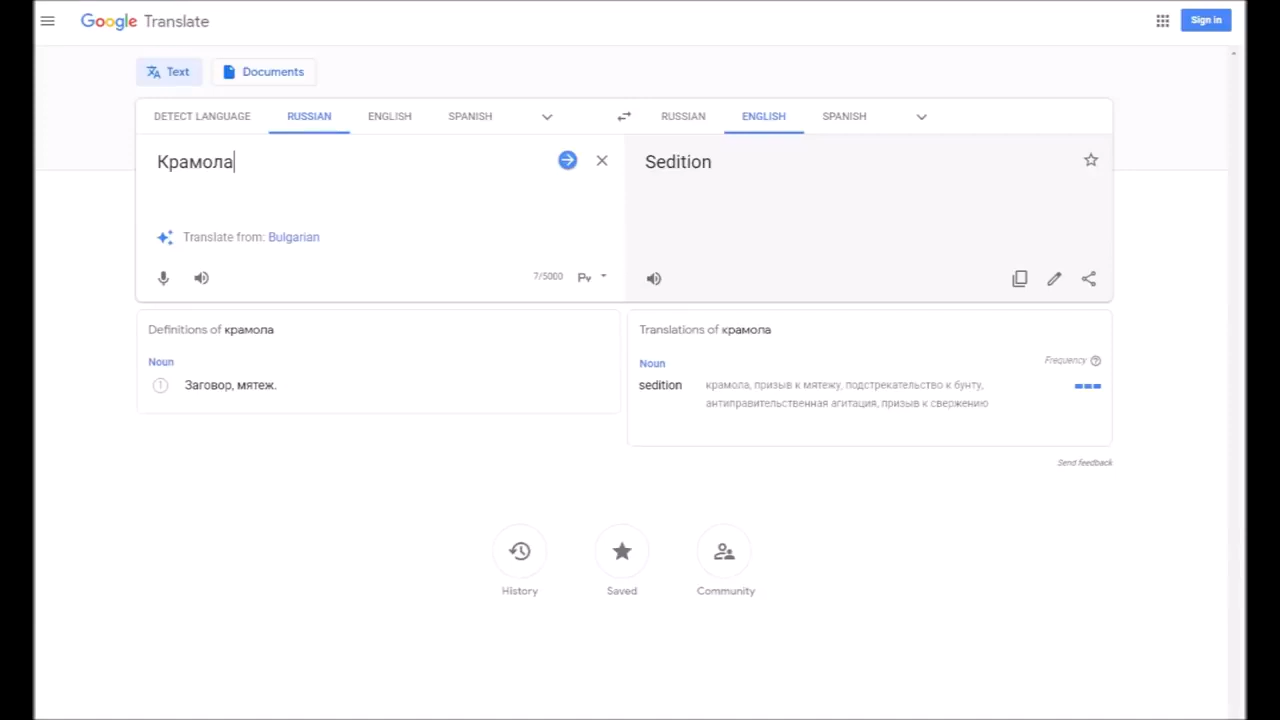 Google Translate
Sign in
Text
Documents
DETECT LANGUAGE RUSSIAN ENGLISH SPANISH
RUSSIAN ENGLISH SPANISH
Крамола
Sedition
Translate from: Bulgarian
7/5000
Definitions of крамола
Noun
1 Заговор, мятеж.
Translations of крамола
Noun Frequency
sedition крамола, призыв к мятежу, подстрекательство к бунту,
антиправительственная агитация, призыв к свержению
Send feedback
History Saved Community